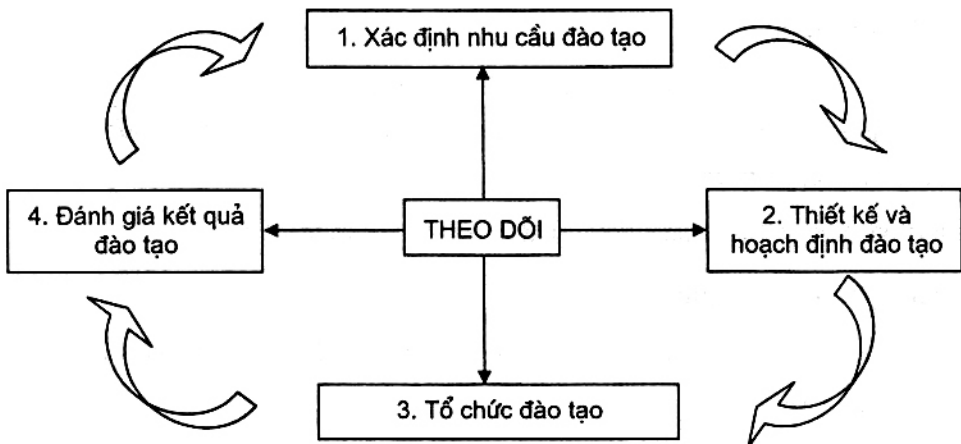 1. Xác định nhu cầu đào tạo
4. Đánh giá kết quả
đào tạo
THEO DÕI
2. Thiết kế và
hoạch định đào tạo
3. Tổ chức đào tạo